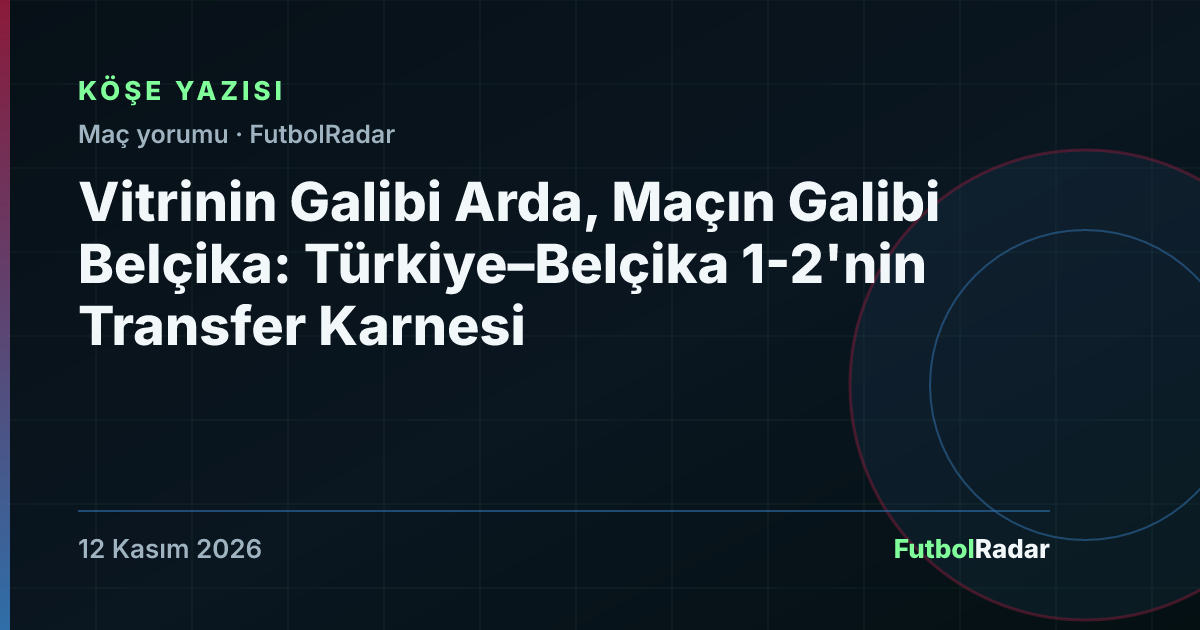 KÖŞE YAZISI
Maç yorumu · FutbolRadar
Vitrinin Galibi Arda, Maçın Galibi
Belçika: Türkiye–Belçika 1-2'nin
Transfer Karnesi
12 Kasım 2026
FutbolRadar